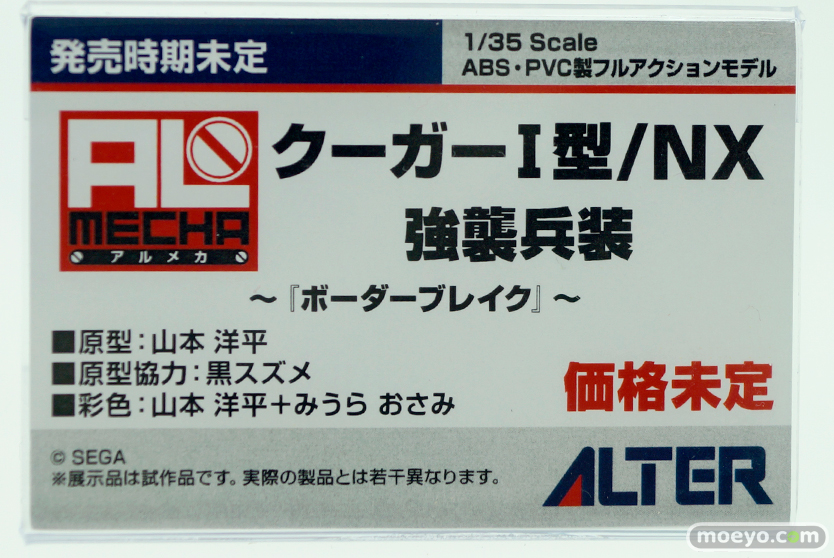 発売時期未定
1/35 Scale
ABS・PVC製フルアクションモデル
AL
MECHA
アルメカ
クーガーI型/NX
強襲兵装
～『ボーダーブレイク』～
■原型：山本 洋平
■原型協力：黒スズメ
■彩色：山本 洋平＋みうら おさみ
価格未定
© SEGA
※展示品は試作品です。実際の製品とは若干異なります。
ALTER
moeyo.com